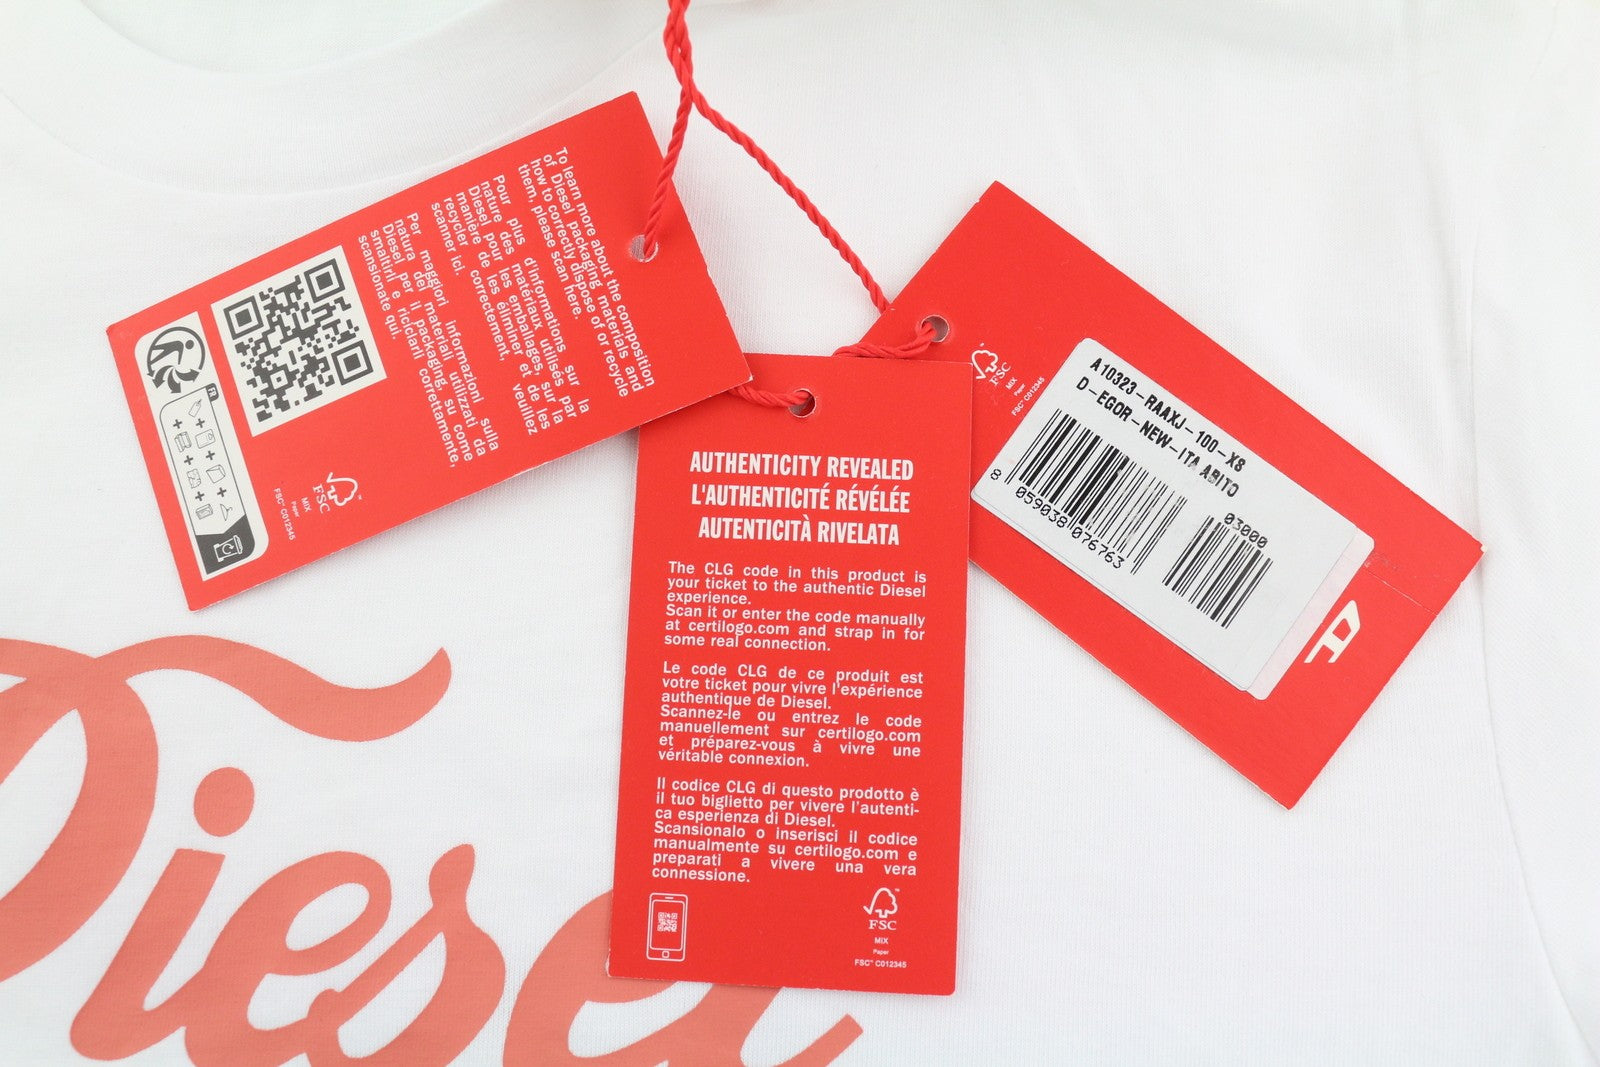 To learn more about the composition
of Diesel packaging materials and
how to correctly dispose of or recycle
them, please scan here.
Pour plus d'informations sur la
nature des matériaux utilisés par
Diesel pour les emballages, sur la
manière de les éliminer et de les
recycler correctement, veuillez
scanner ici.
Per maggiori informazioni sulla
natura dei materiali utilizzati da
Diesel per il packaging, su come
smaltirli e riciclarli correttamente,
scansionate qui.
FR
FSC™
MIX
Paper
FSC™ C012345
AUTHENTICITY REVEALED
L'AUTHENTICITÉ RÉVÉLÉE
AUTENTICITÀ RIVELATA
The CLG code in this product is
your ticket to the authentic Diesel
experience.
Scan it or enter the code manually
at certilogo.com and strap in for
some real connection.
Le code CLG de ce produit est
votre ticket pour vivre l'expérience
authentique de Diesel.
Scannez-le ou entrez le code
manuellement sur certilogo.com
et préparez-vous à vivre une
véritable connexion.
Il codice CLG di questo prodotto è
il tuo biglietto per vivere l'autenti-
ca esperienza di Diesel.
Scansionalo o inserisci il codice
manualmente su certilogo.com e
preparati a vivere una vera
connessione.
FSC™
MIX
Paper
FSC™ C012345
FSC
MIX
Paper
FSC™ C012345
A10323-RAAXJ-100-X8
D-EGOR-NEW-ITA ABITO
03000
8 059038 076763
D
Diesel